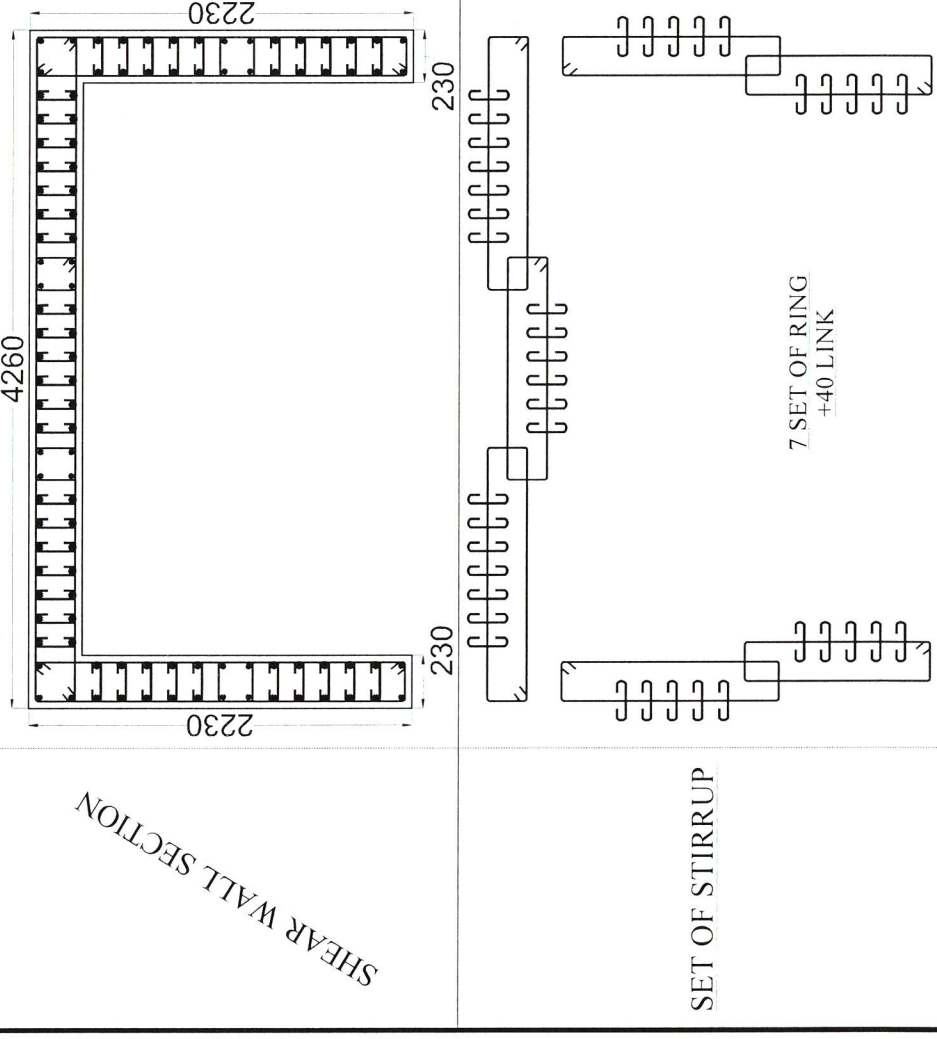 2230
230
4260
230
2230
7 SET OF RING
+40 LINK
SHEAR WALL SECTION
SET OF STIRRUP